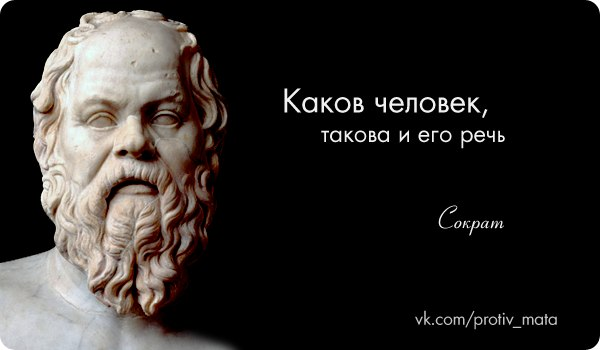 Каков человек,
такова и его речь
Сократ
vk.com/protiv_mata